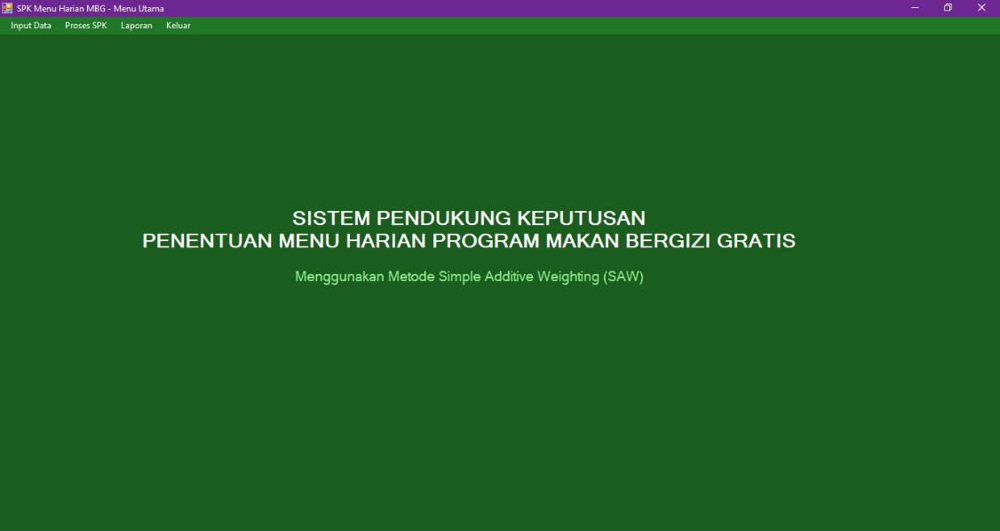 SPK Menu Harian MBG - Menu Utama
Input Data Proses SPK Laporan Keluar
SISTEM PENDUKUNG KEPUTUSAN
PENENTUAN MENU HARIAN PROGRAM MAKAN BERGIZI GRATIS
Menggunakan Metode Simple Additive Weighting (SAW)